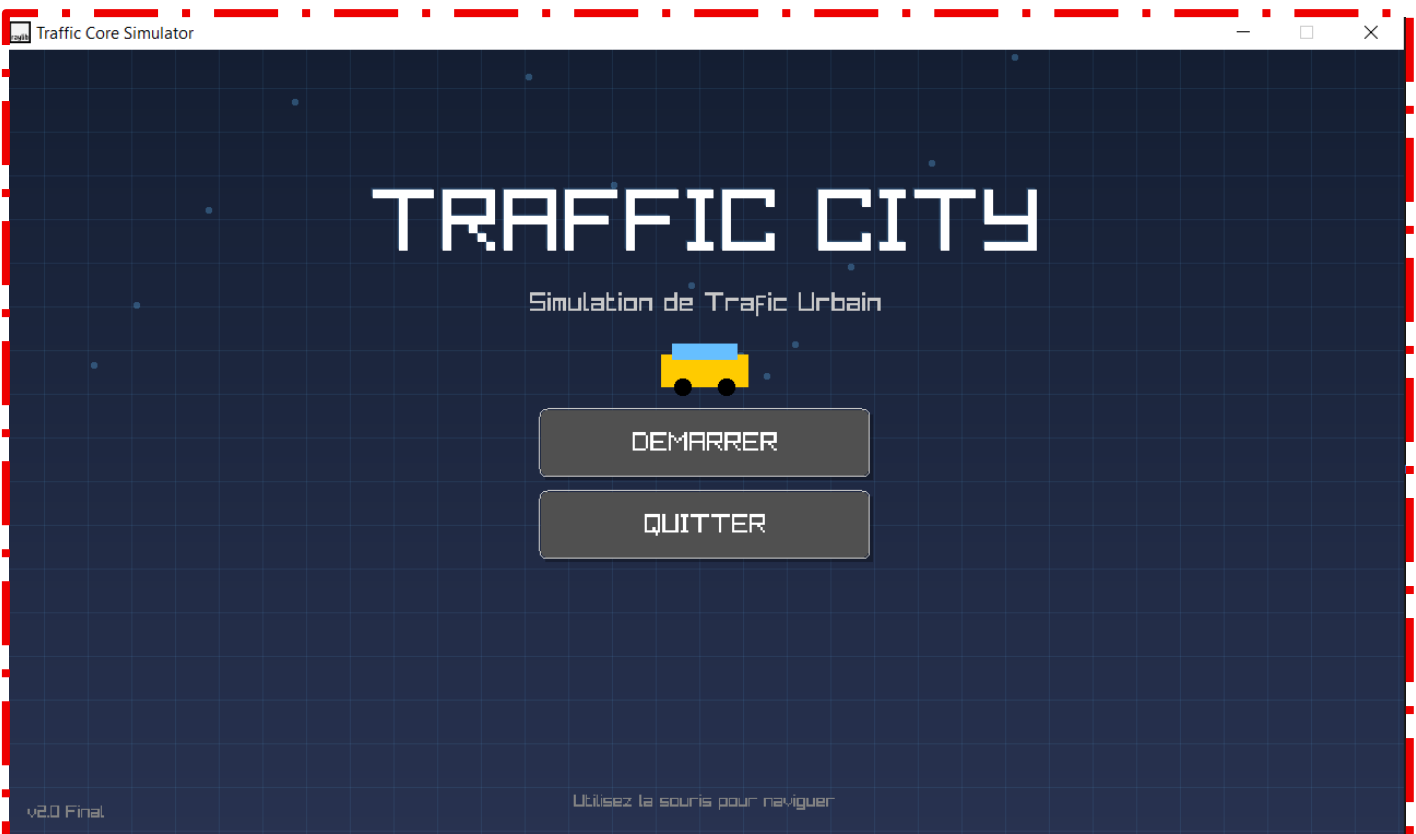 raylib
Traffic Core Simulator
TRAFFIC CITY
Simulation de Trafic Urbain
DEMARRER
QUITTER
Utilisez la souris pour naviguer
v2.0 Final